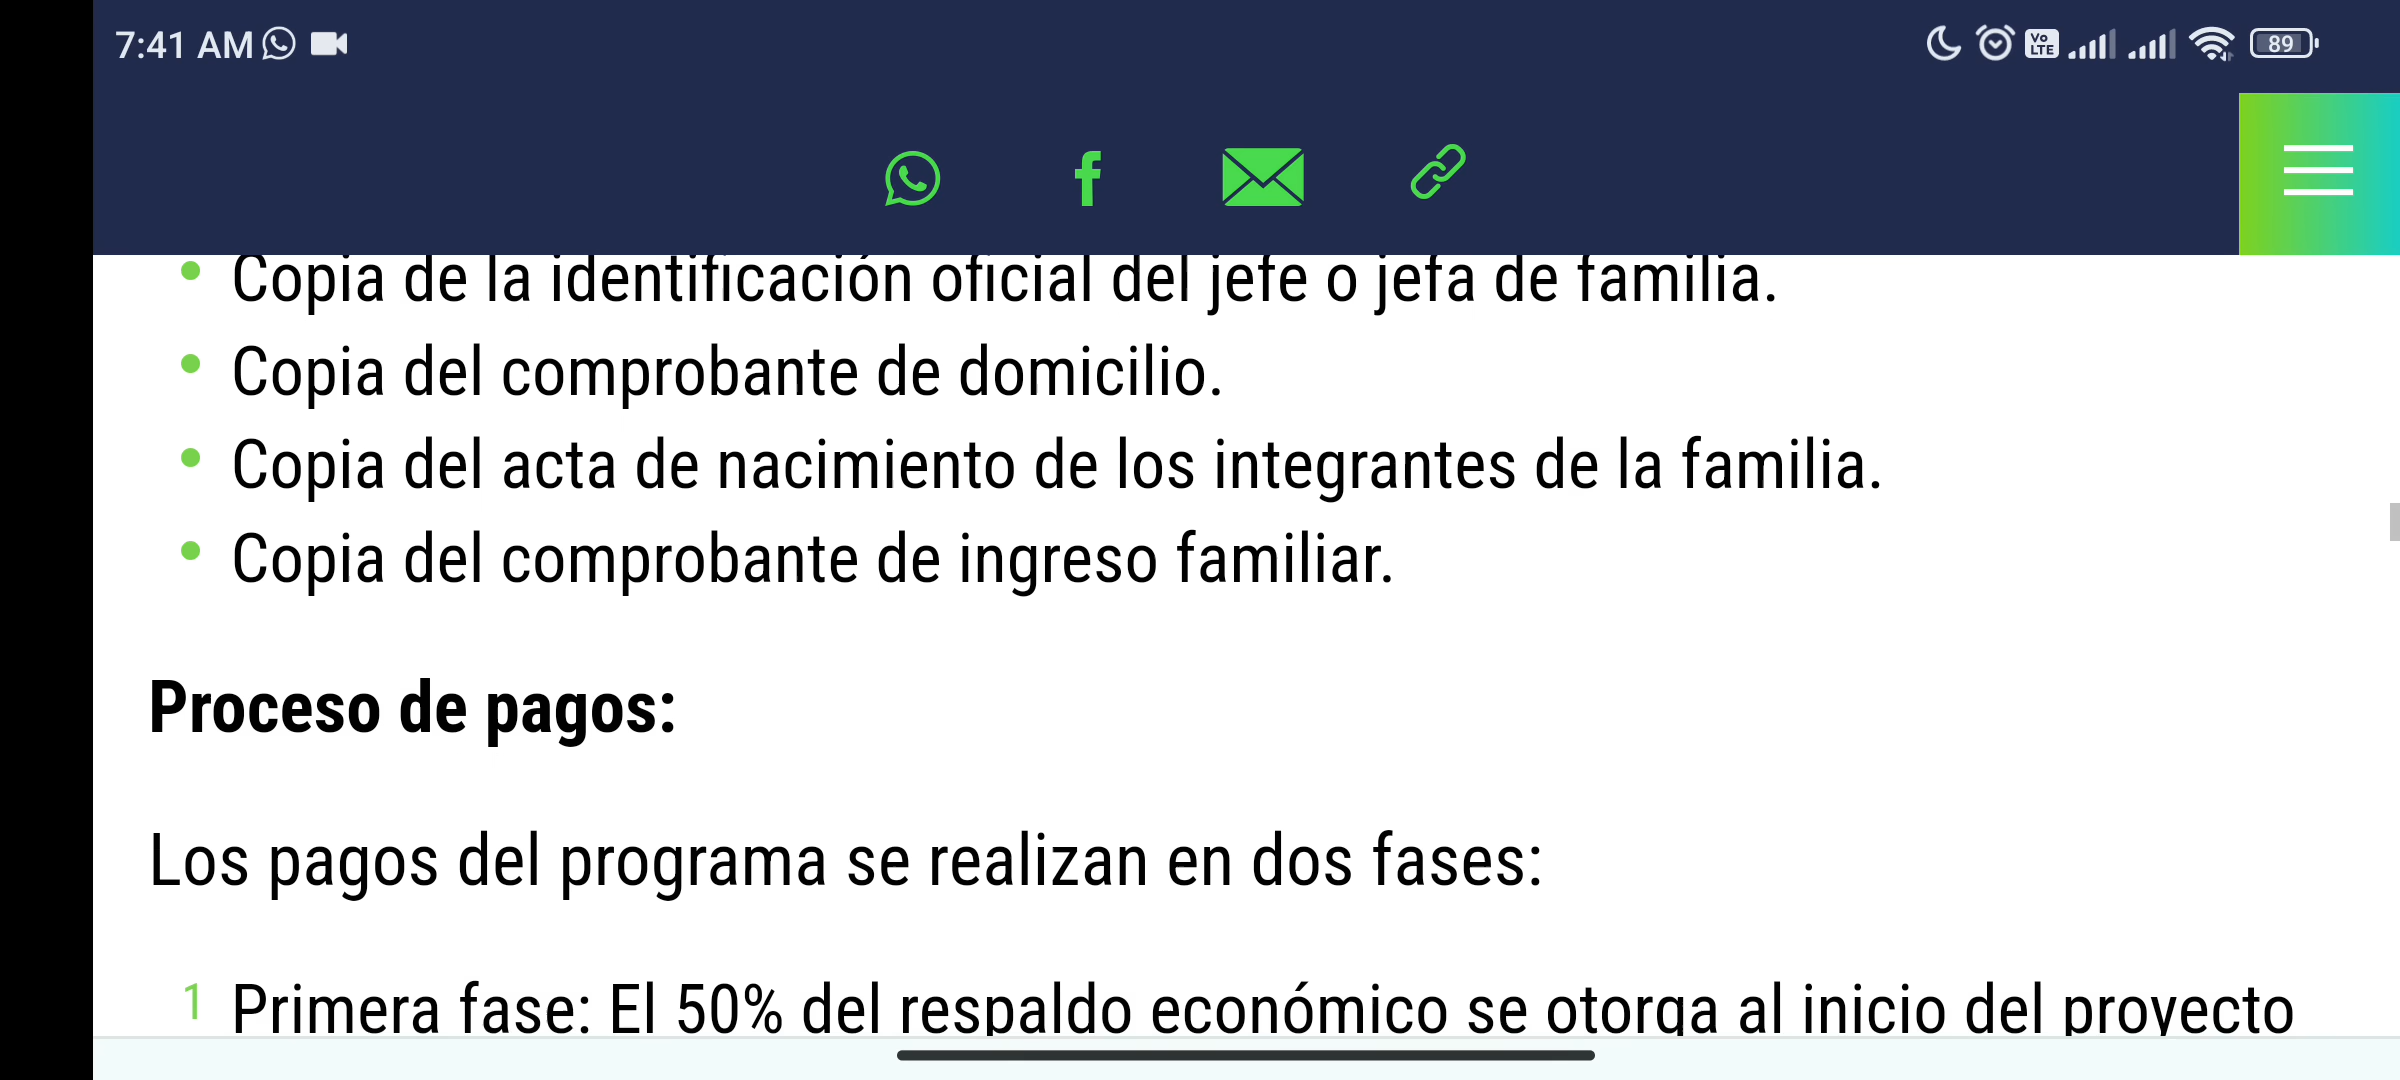 7:41 AM
Vo LTE
89
Copia de la identificación oficial del jefe o jefa de familia.
Copia del comprobante de domicilio.
Copia del acta de nacimiento de los integrantes de la familia.
Copia del comprobante de ingreso familiar.
Proceso de pagos:
Los pagos del programa se realizan en dos fases:
1 Primera fase: El 50% del respaldo económico se otorga al inicio del proyecto